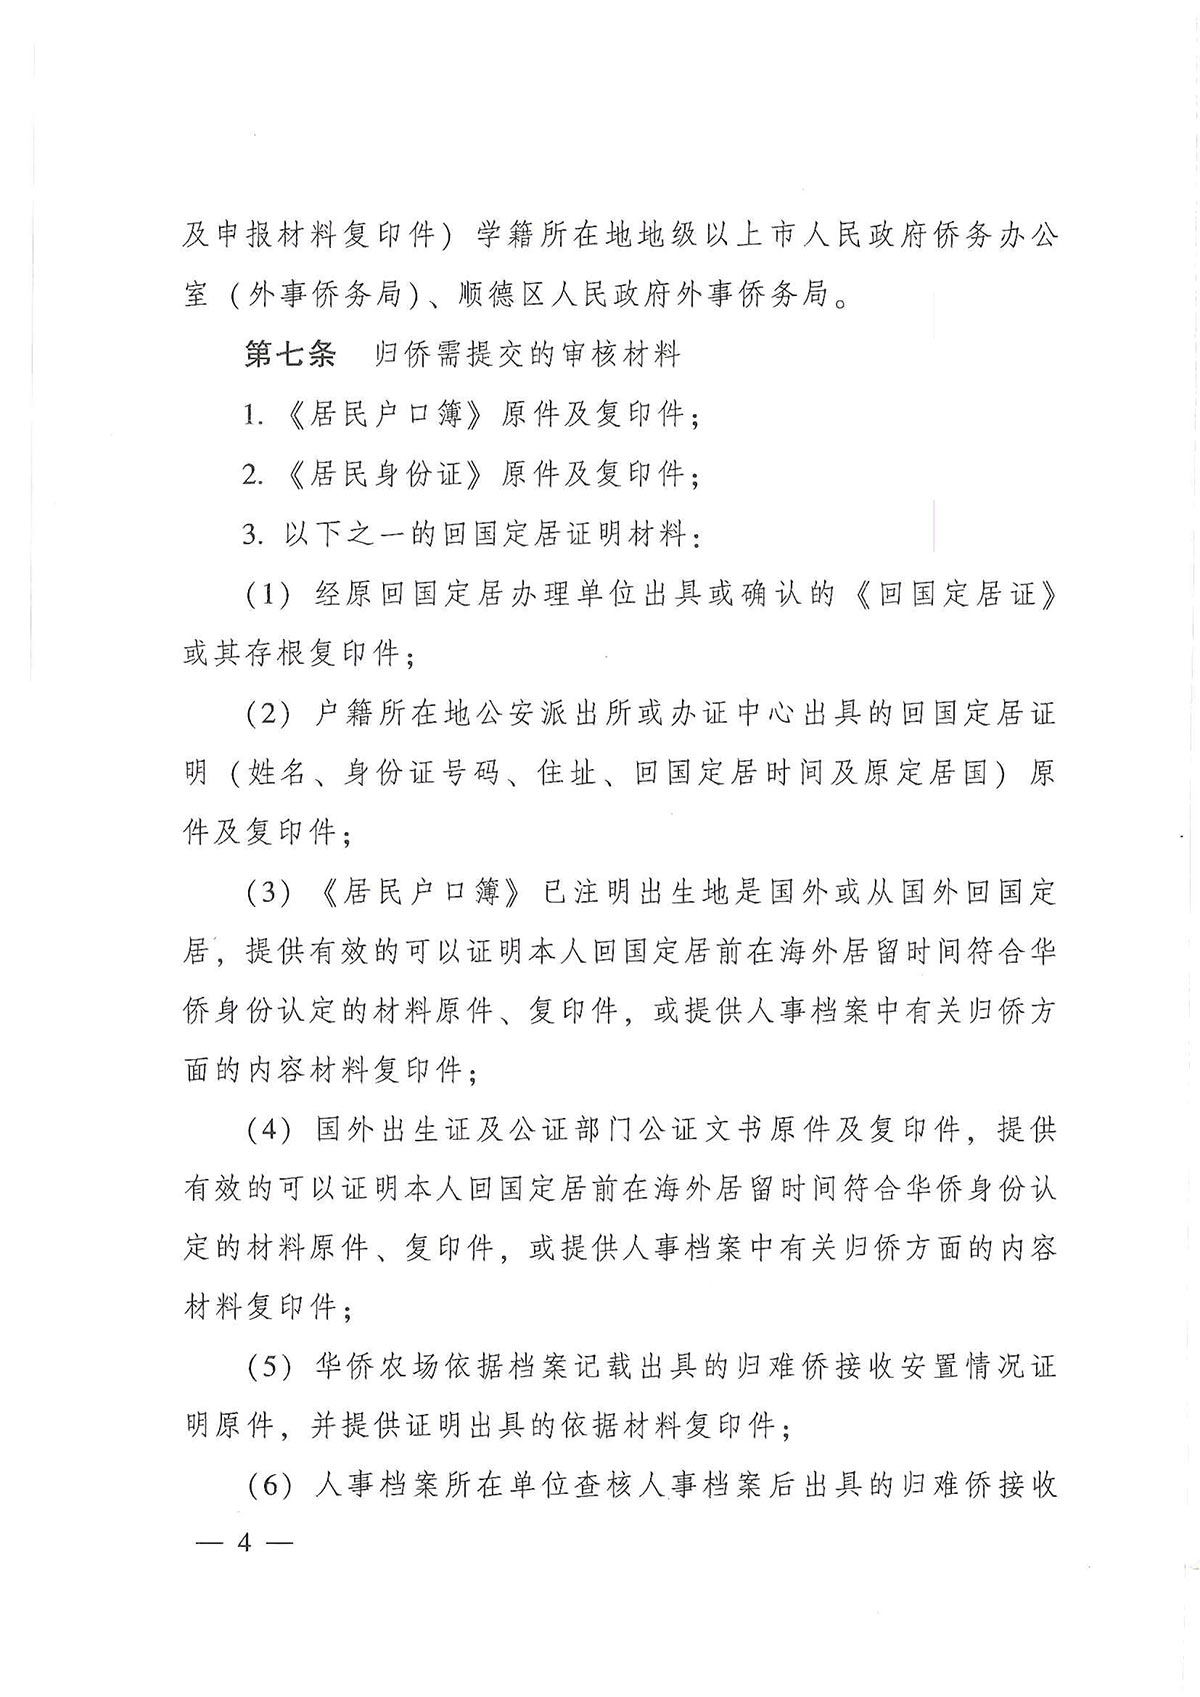 及申报材料复印件）学籍所在地地级以上市人民政府侨务办公
室（外事侨务局）、顺德区人民政府外事侨务局。
第七条　归侨需提交的审核材料
1.《居民户口簿》原件及复印件；
2.《居民身份证》原件及复印件；
3. 以下之一的回国定居证明材料：
（1）经原回国定居办理单位出具或确认的《回国定居证》
或其存根复印件；
（2）户籍所在地公安派出所或办证中心出具的回国定居证
明（姓名、身份证号码、住址、回国定居时间及原定居国）原
件及复印件；
（3）《居民户口簿》已注明出生地是国外或从国外回国定
居，提供有效的可以证明本人回国定居前在海外居留时间符合华
侨身份认定的材料原件、复印件，或提供人事档案中有关归侨方
面的内容材料复印件；
（4）国外出生证及公证部门公证文书原件及复印件，提供
有效的可以证明本人回国定居前在海外居留时间符合华侨身份认
定的材料原件、复印件，或提供人事档案中有关归侨方面的内容
材料复印件；
（5）华侨农场依据档案记载出具的归难侨接收安置情况证
明原件，并提供证明出具的依据材料复印件；
（6）人事档案所在单位查核人事档案后出具的归难侨接收
— 4 —